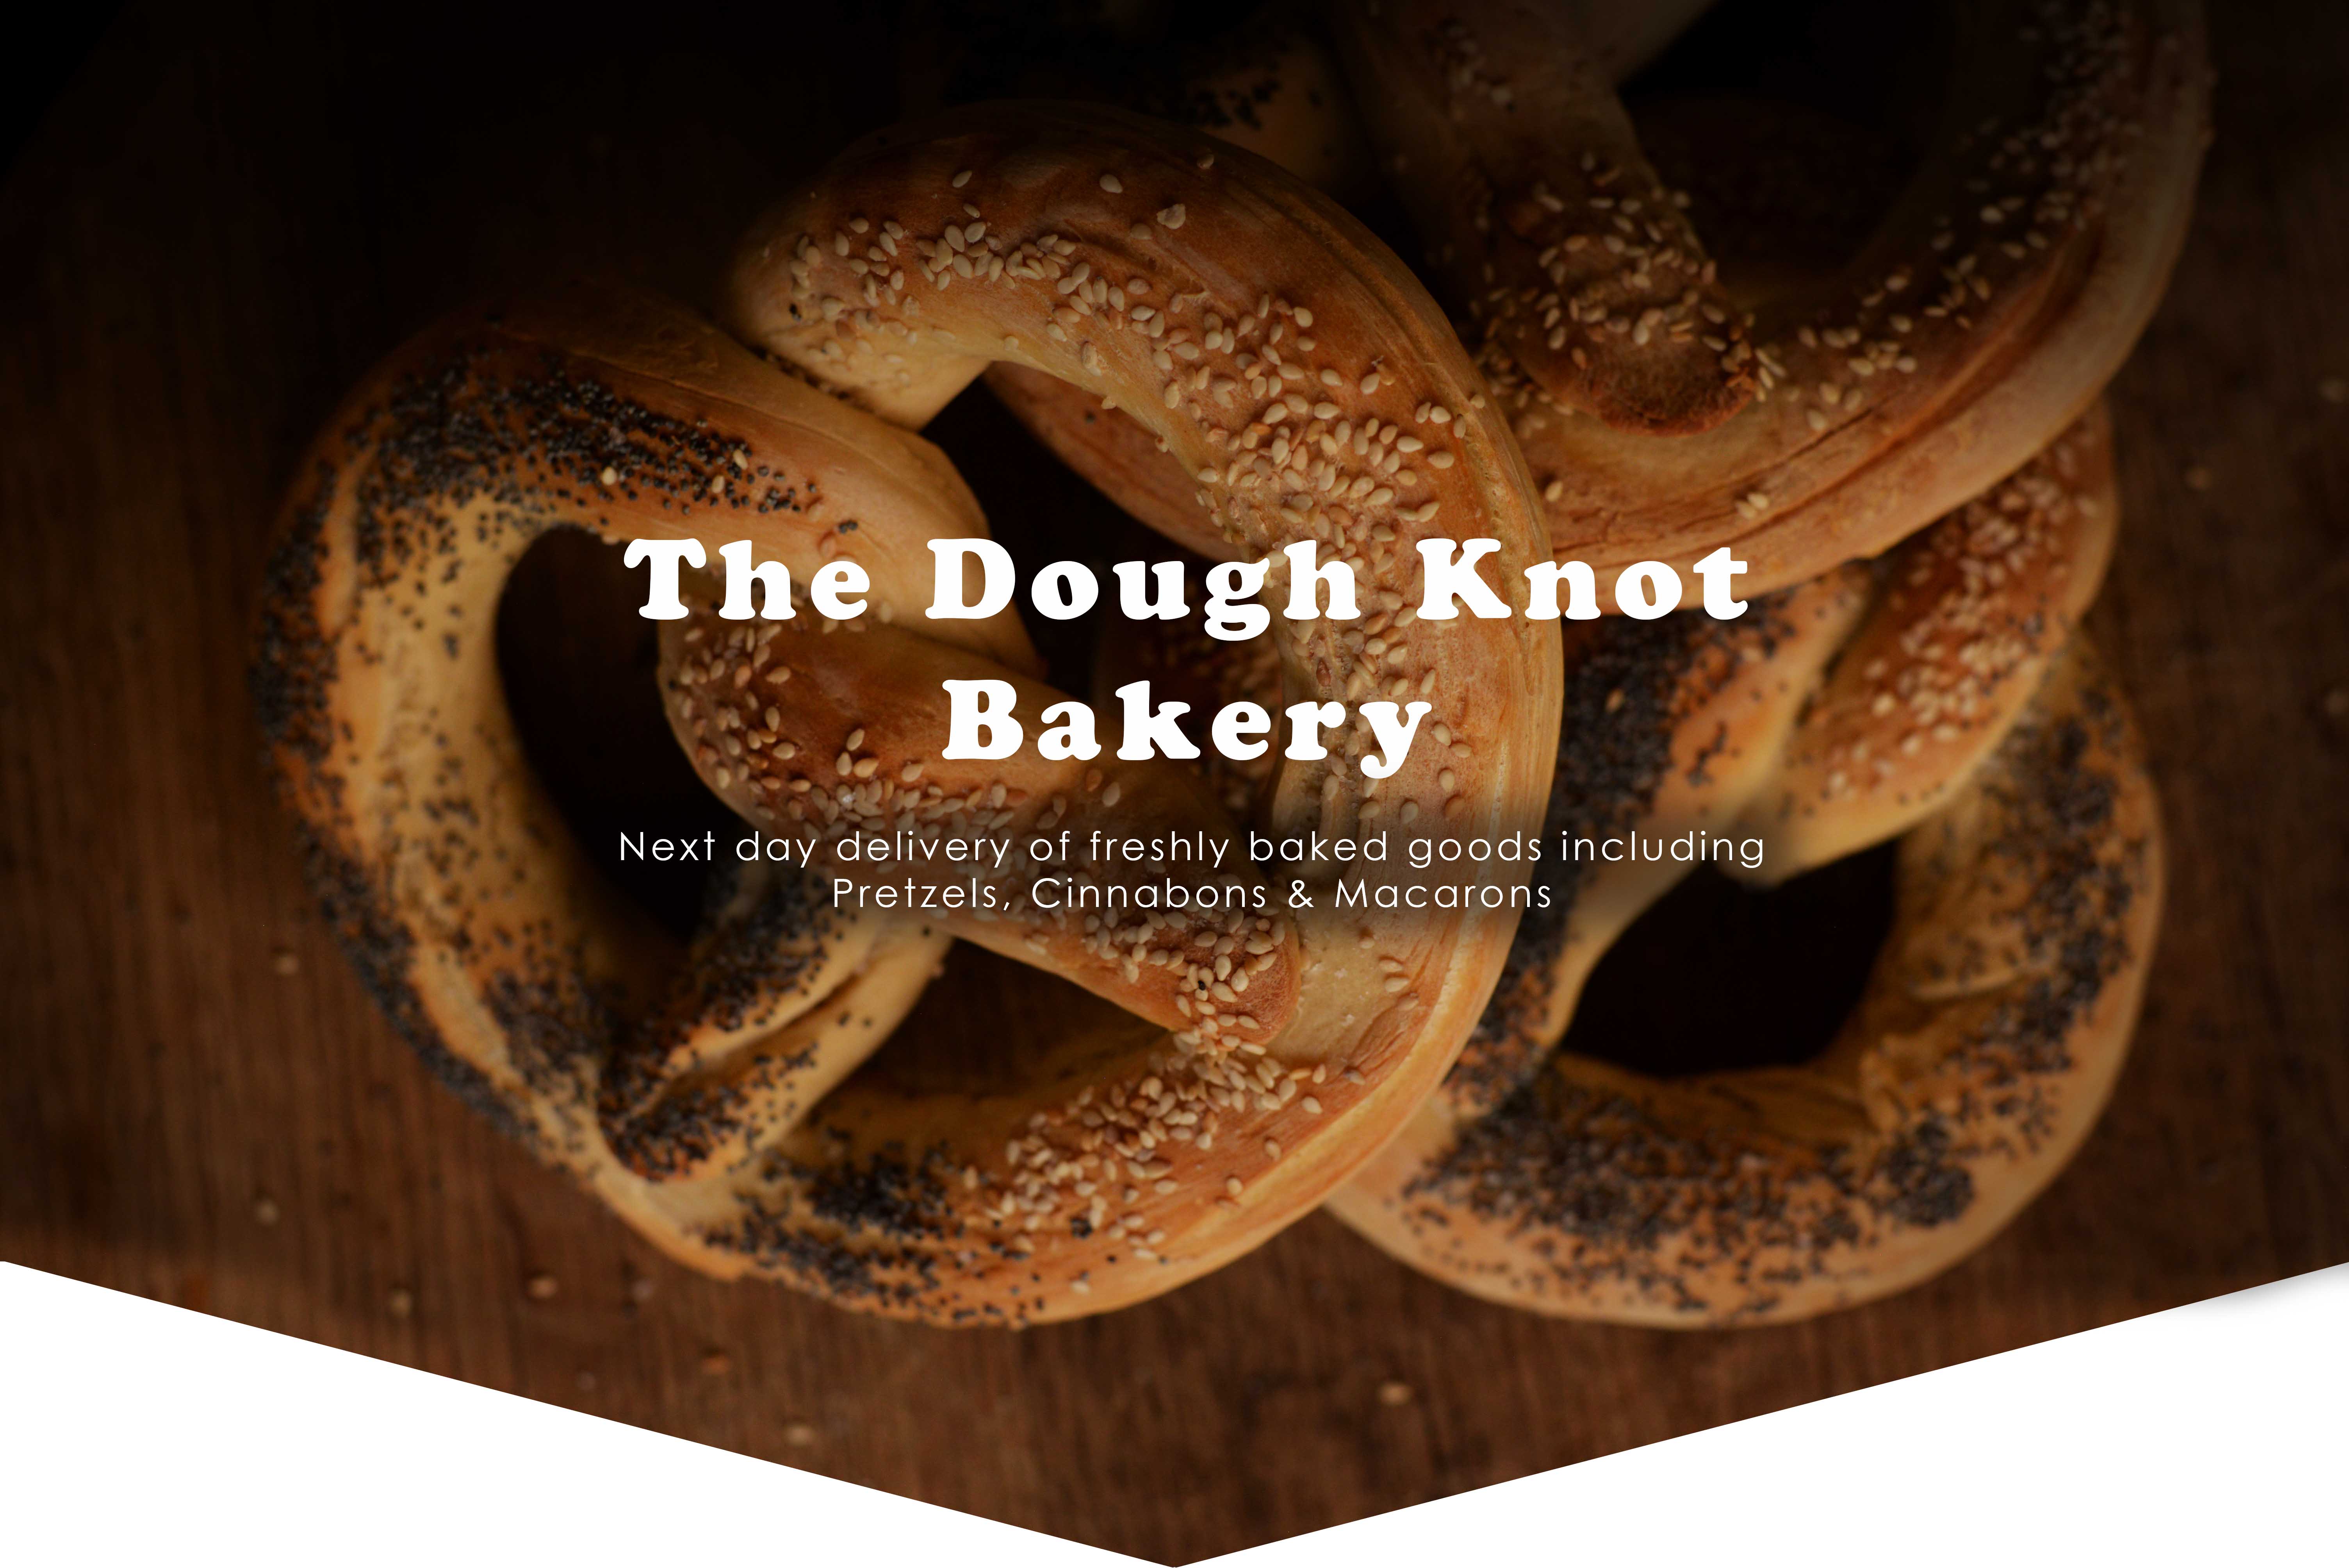 The Dough Knot
Bakery
Next day delivery of freshly baked goods including
Pretzels, Cinnabons & Macarons